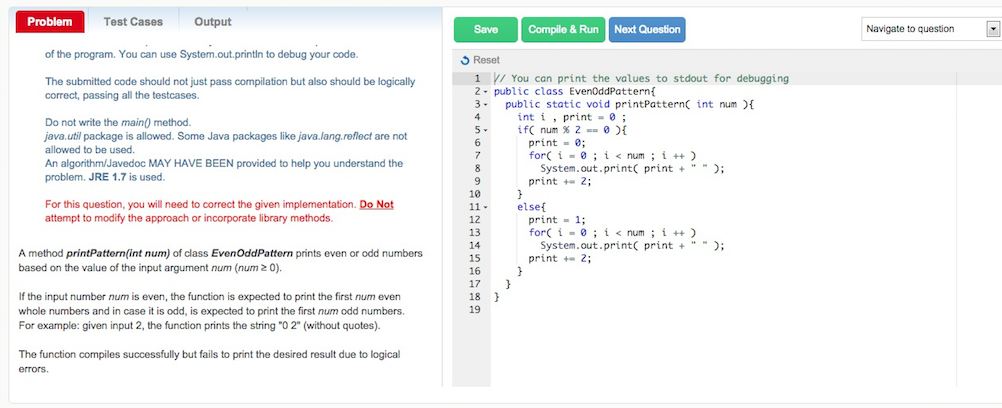 Problem
Test Cases
Output
of the program. You can use System.out.println to debug your code.
The submitted code should not just pass compilation but also should be logically
correct, passing all the testcases.
Do not write the main() method.
java.util package is allowed. Some Java packages like java.lang.reflect are not
allowed to be used.
An algorithm/Javedoc MAY HAVE BEEN provided to help you understand the
problem. JRE 1.7 is used.
For this question, you will need to correct the given implementation. Do Not
attempt to modify the approach or incorporate library methods.
A method printPattern(int num) of class EvenOddPattern prints even or odd numbers
based on the value of the input argument num (num ≥ 0).
If the input number num is even, the function is expected to print the first num even
whole numbers and in case it is odd, is expected to print the first num odd numbers.
For example: given input 2, the function prints the string "0 2" (without quotes).
The function compiles successfully but fails to print the desired result due to logical
errors.
Save
Compile & Run
Next Question
Navigate to question
Reset
1 // You can print the values to stdout for debugging
2 public class EvenOddPattern{
3 public static void printPattern( int num ){
4 int i , print = 0 ;
5 if( num % 2 == 0 ){
6 print = 0;
7 for( i = 0 ; i < num ; i ++ )
8 System.out.print( print + " " );
9 print += 2;
10 }
11 else{
12 print = 1;
13 for( i = 0 ; i < num ; i ++ )
14 System.out.print( print + " " );
15 print += 2;
16 }
17 }
18 }
19